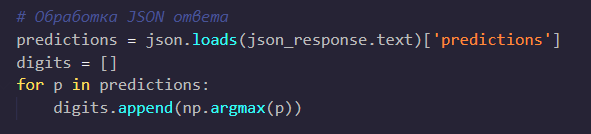 # Обработка JSON ответа
predictions = json.loads(json_response.text)['predictions']
digits = []
for p in predictions:
    digits.append(np.argmax(p))